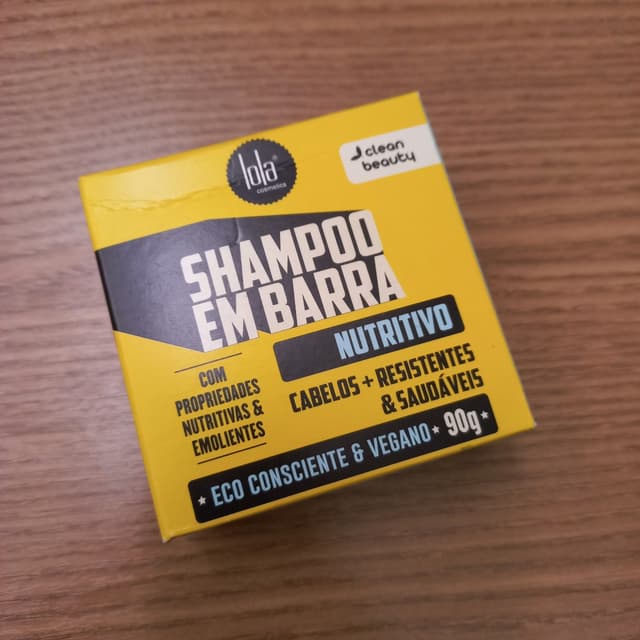 lola®
cosmetics
clean
beauty
SHAMPOO
EM BARRA
NUTRITIVO
COM
PROPRIEDADES
NUTRITIVAS &
EMOLIENTES
CABELOS + RESISTENTES
& SAUDÁVEIS
ECO CONSCIENTE & VEGANO 90g